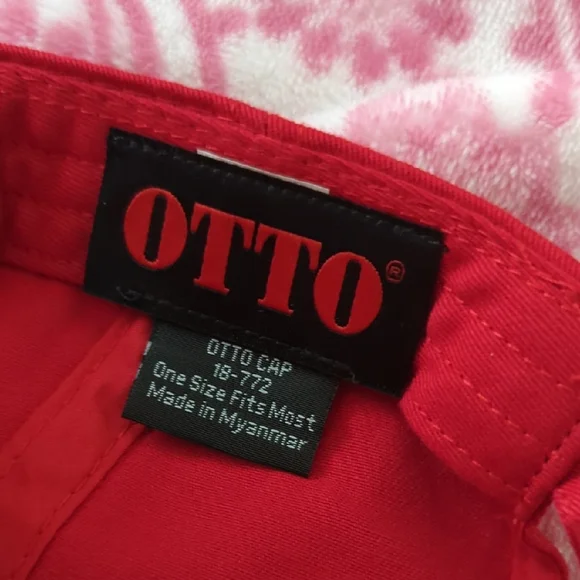 OTTO®
OTTO CAP
18-772
One Size Fits Most
Made in Myanmar